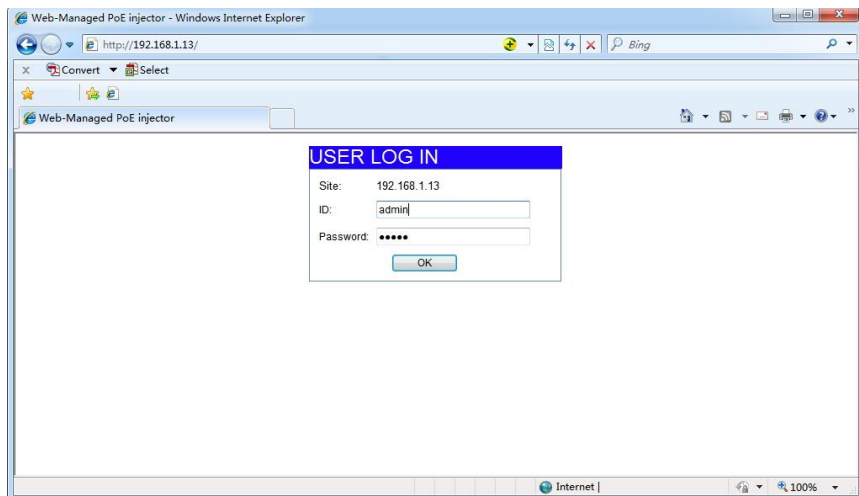 Web-Managed PoE injector - Windows Internet Explorer
http://192.168.1.13/
Bing
x Convert Select
Web-Managed PoE injector
USER LOG IN
Site: 192.168.1.13
ID: admin
Password: •••••
OK
Internet |
100%